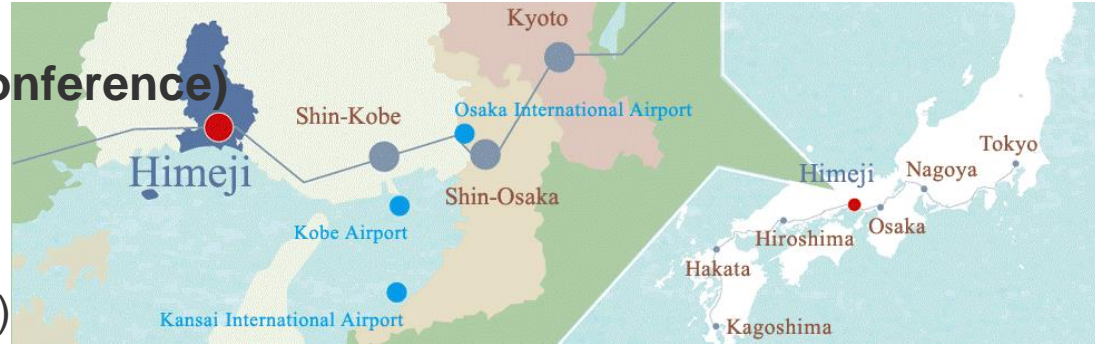 Kyoto
onference)
Osaka International Airport
Shin-Kobe
Himeji
Shin-Osaka
Kobe Airport
)
Kansai International Airport
Tokyo
Himeji
Nagoya
Osaka
Hiroshima
Hakata
Kagoshima